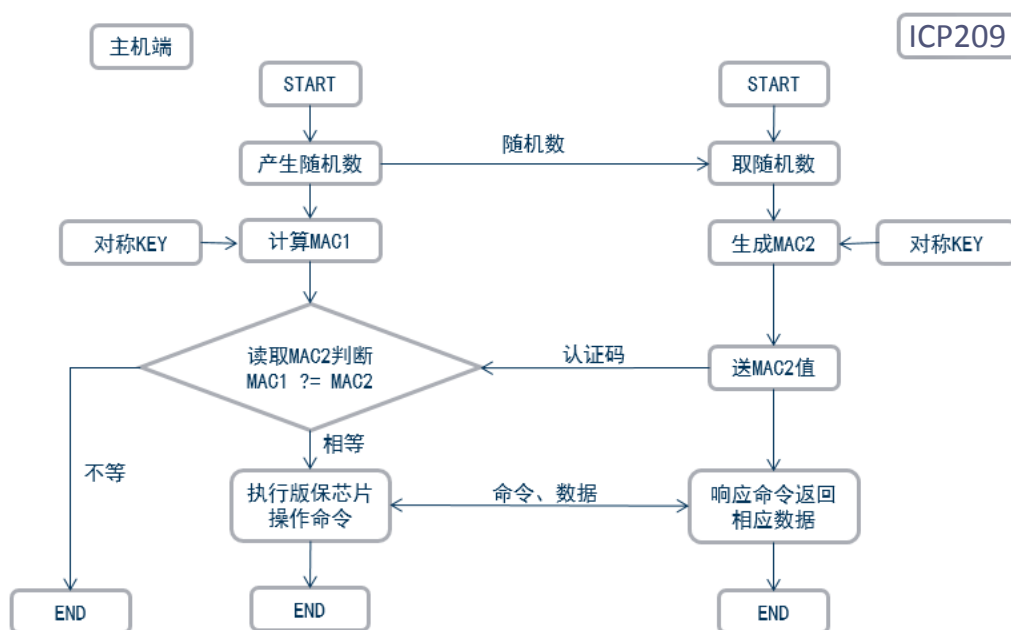 主机端
ICP209
START
START
产生随机数
随机数
取随机数
对称KEY
计算MAC1
生成MAC2
对称KEY
读取MAC2判断
MAC1 ?= MAC2
认证码
送MAC2值
相等
不等
执行版保芯片
操作命令
命令、数据
响应命令返回
相应数据
END
END
END